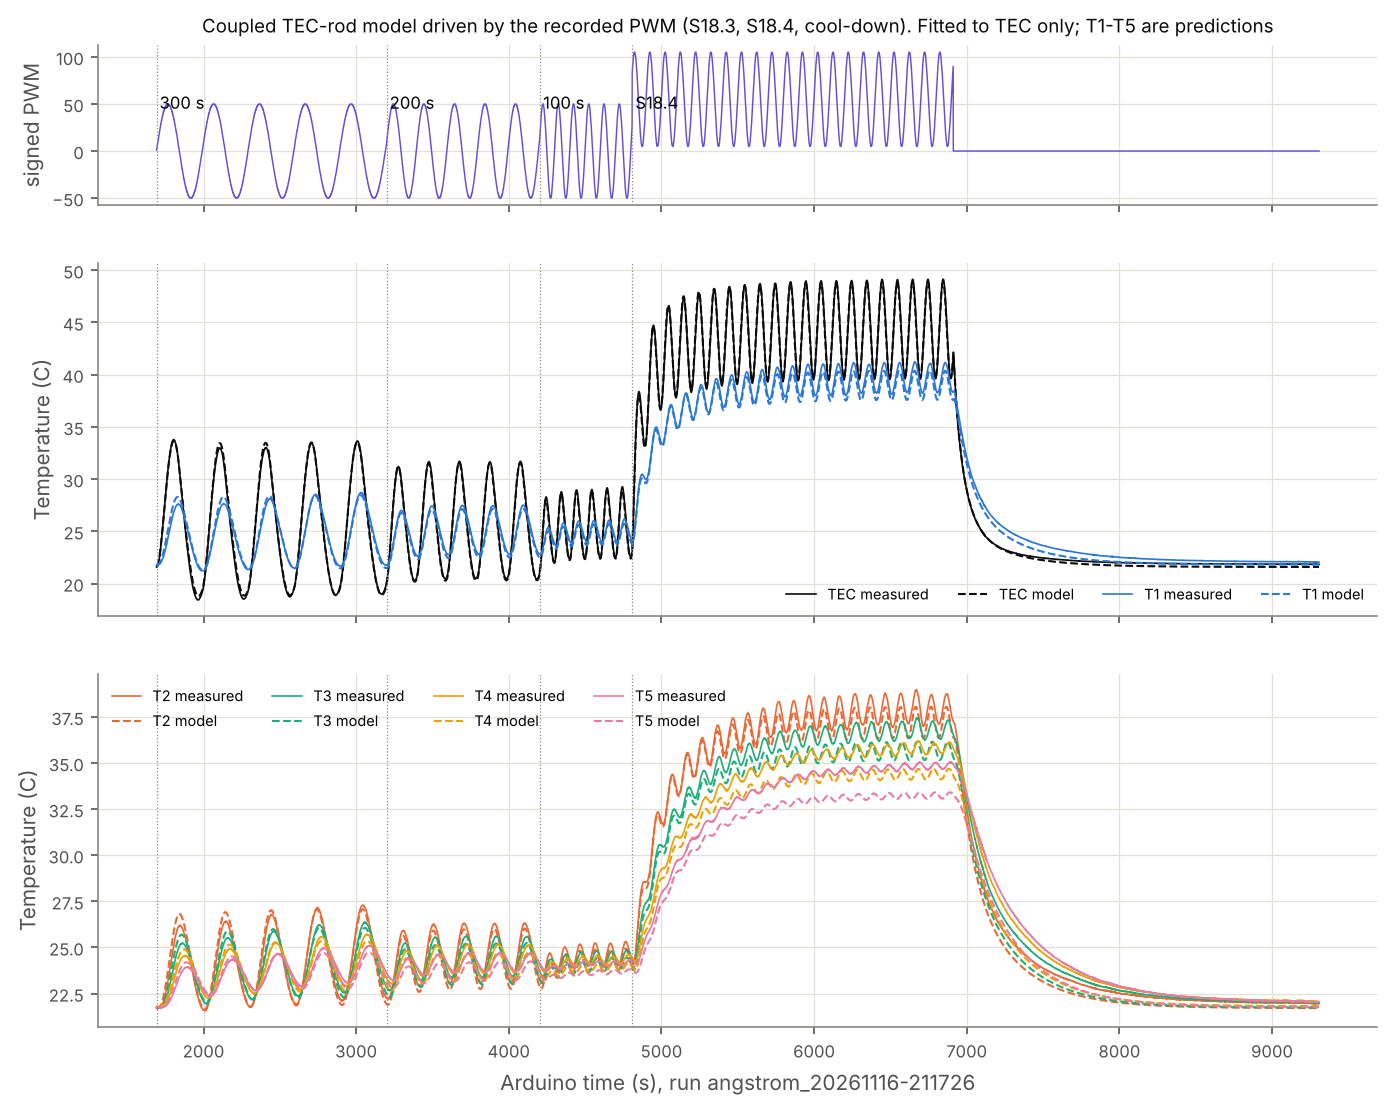 Coupled TEC-rod model driven by the recorded PWM (S18.3, S18.4, cool-down). Fitted to TEC only; T1-T5 are predictions
signed PWM
100
50
0
−50
300 s
200 s
100 s
S18.4
Temperature (C)
50
45
40
35
30
25
20
TEC measured
TEC model
T1 measured
T1 model
Temperature (C)
37.5
35.0
32.5
30.0
27.5
25.0
22.5
T2 measured
T3 measured
T4 measured
T5 measured
T2 model
T3 model
T4 model
T5 model
2000
3000
4000
5000
6000
7000
8000
9000
Arduino time (s), run angstrom_20261116-211726